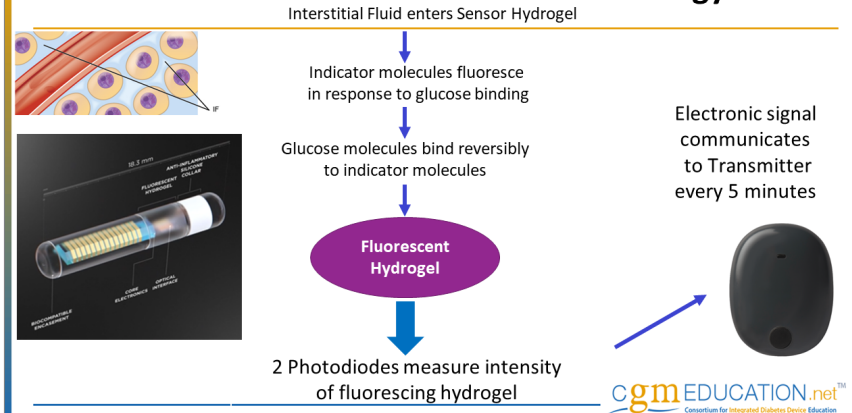 Interstitial Fluid enters Sensor Hydrogel
IF
Indicator molecules fluoresce
in response to glucose binding
Glucose molecules bind reversibly
to indicator molecules
Fluorescent
Hydrogel
2 Photodiodes measure intensity
of fluorescing hydrogel
18.3 mm
ANTI-INFLAMMATORY
SILICONE
COLLAR
FLUORESCENT
HYDROGEL
CORE
ELECTRONICS
OPTICAL
INTERFACE
BIOCOMPATIBLE
ENCASEMENT
Electronic signal
communicates
to Transmitter
every 5 minutes
cgmEDUCATION.net™
Consortium for Integrated Diabetes Device Education